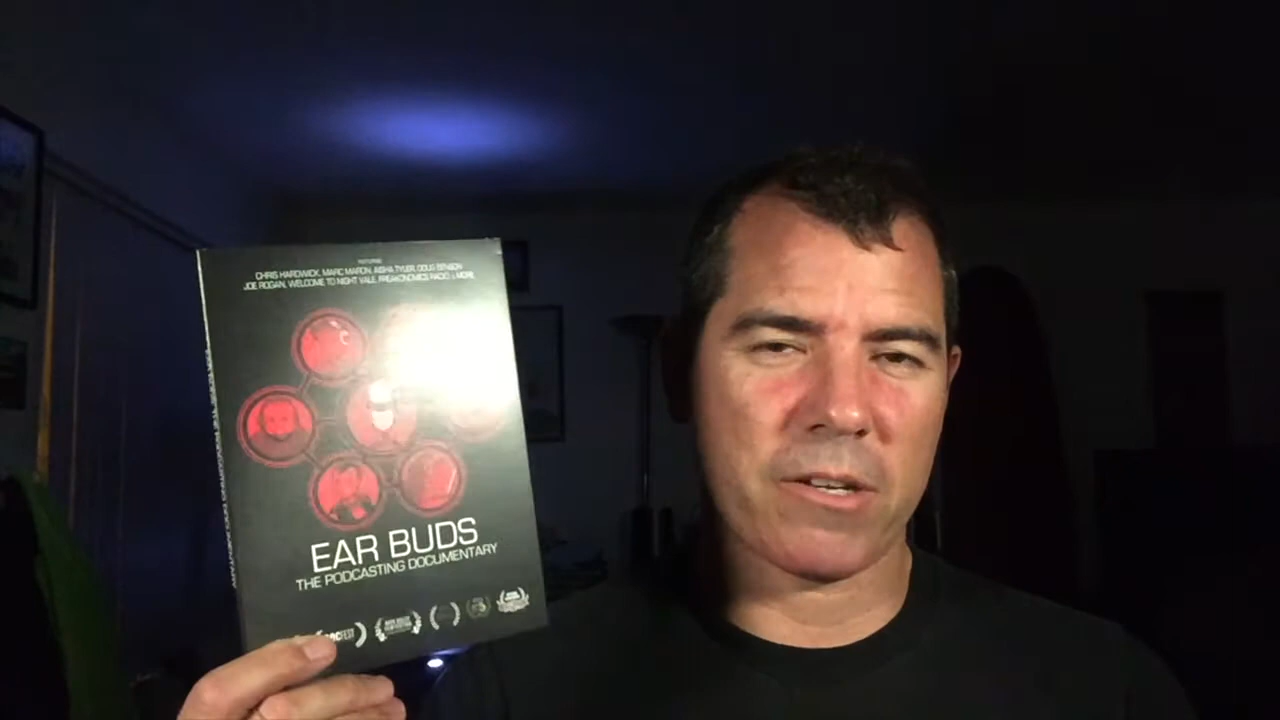 FEATURING
CHRIS HARDWICK, MARC MARON, AISHA TYLER, DOUG BENSON
JOE ROGAN, WELCOME TO NIGHT VALE, FREAKONOMICS RADIO & MORE
EAR BUDS
THE PODCASTING DOCUMENTARY